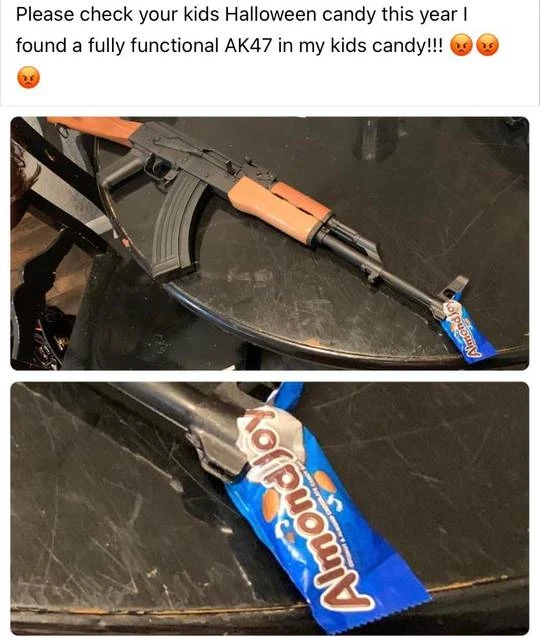 Please check your kids Halloween candy this year I
found a fully functional AK47 in my kids candy!!! 😡😡
😡
Almond Joy
Almond Joy